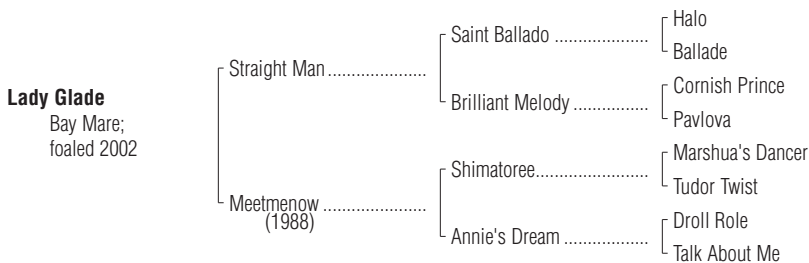 Lady Glade
Bay Mare;
foaled 2002
Straight Man .....................
Meetmenow ......................
(1988)
Saint Ballado ....................
Brilliant Melody ................
Shimatoree........................
Annie's Dream ..................
Halo
Ballade
Cornish Prince
Pavlova
Marshua's Dancer
Tudor Twist
Droll Role
Talk About Me